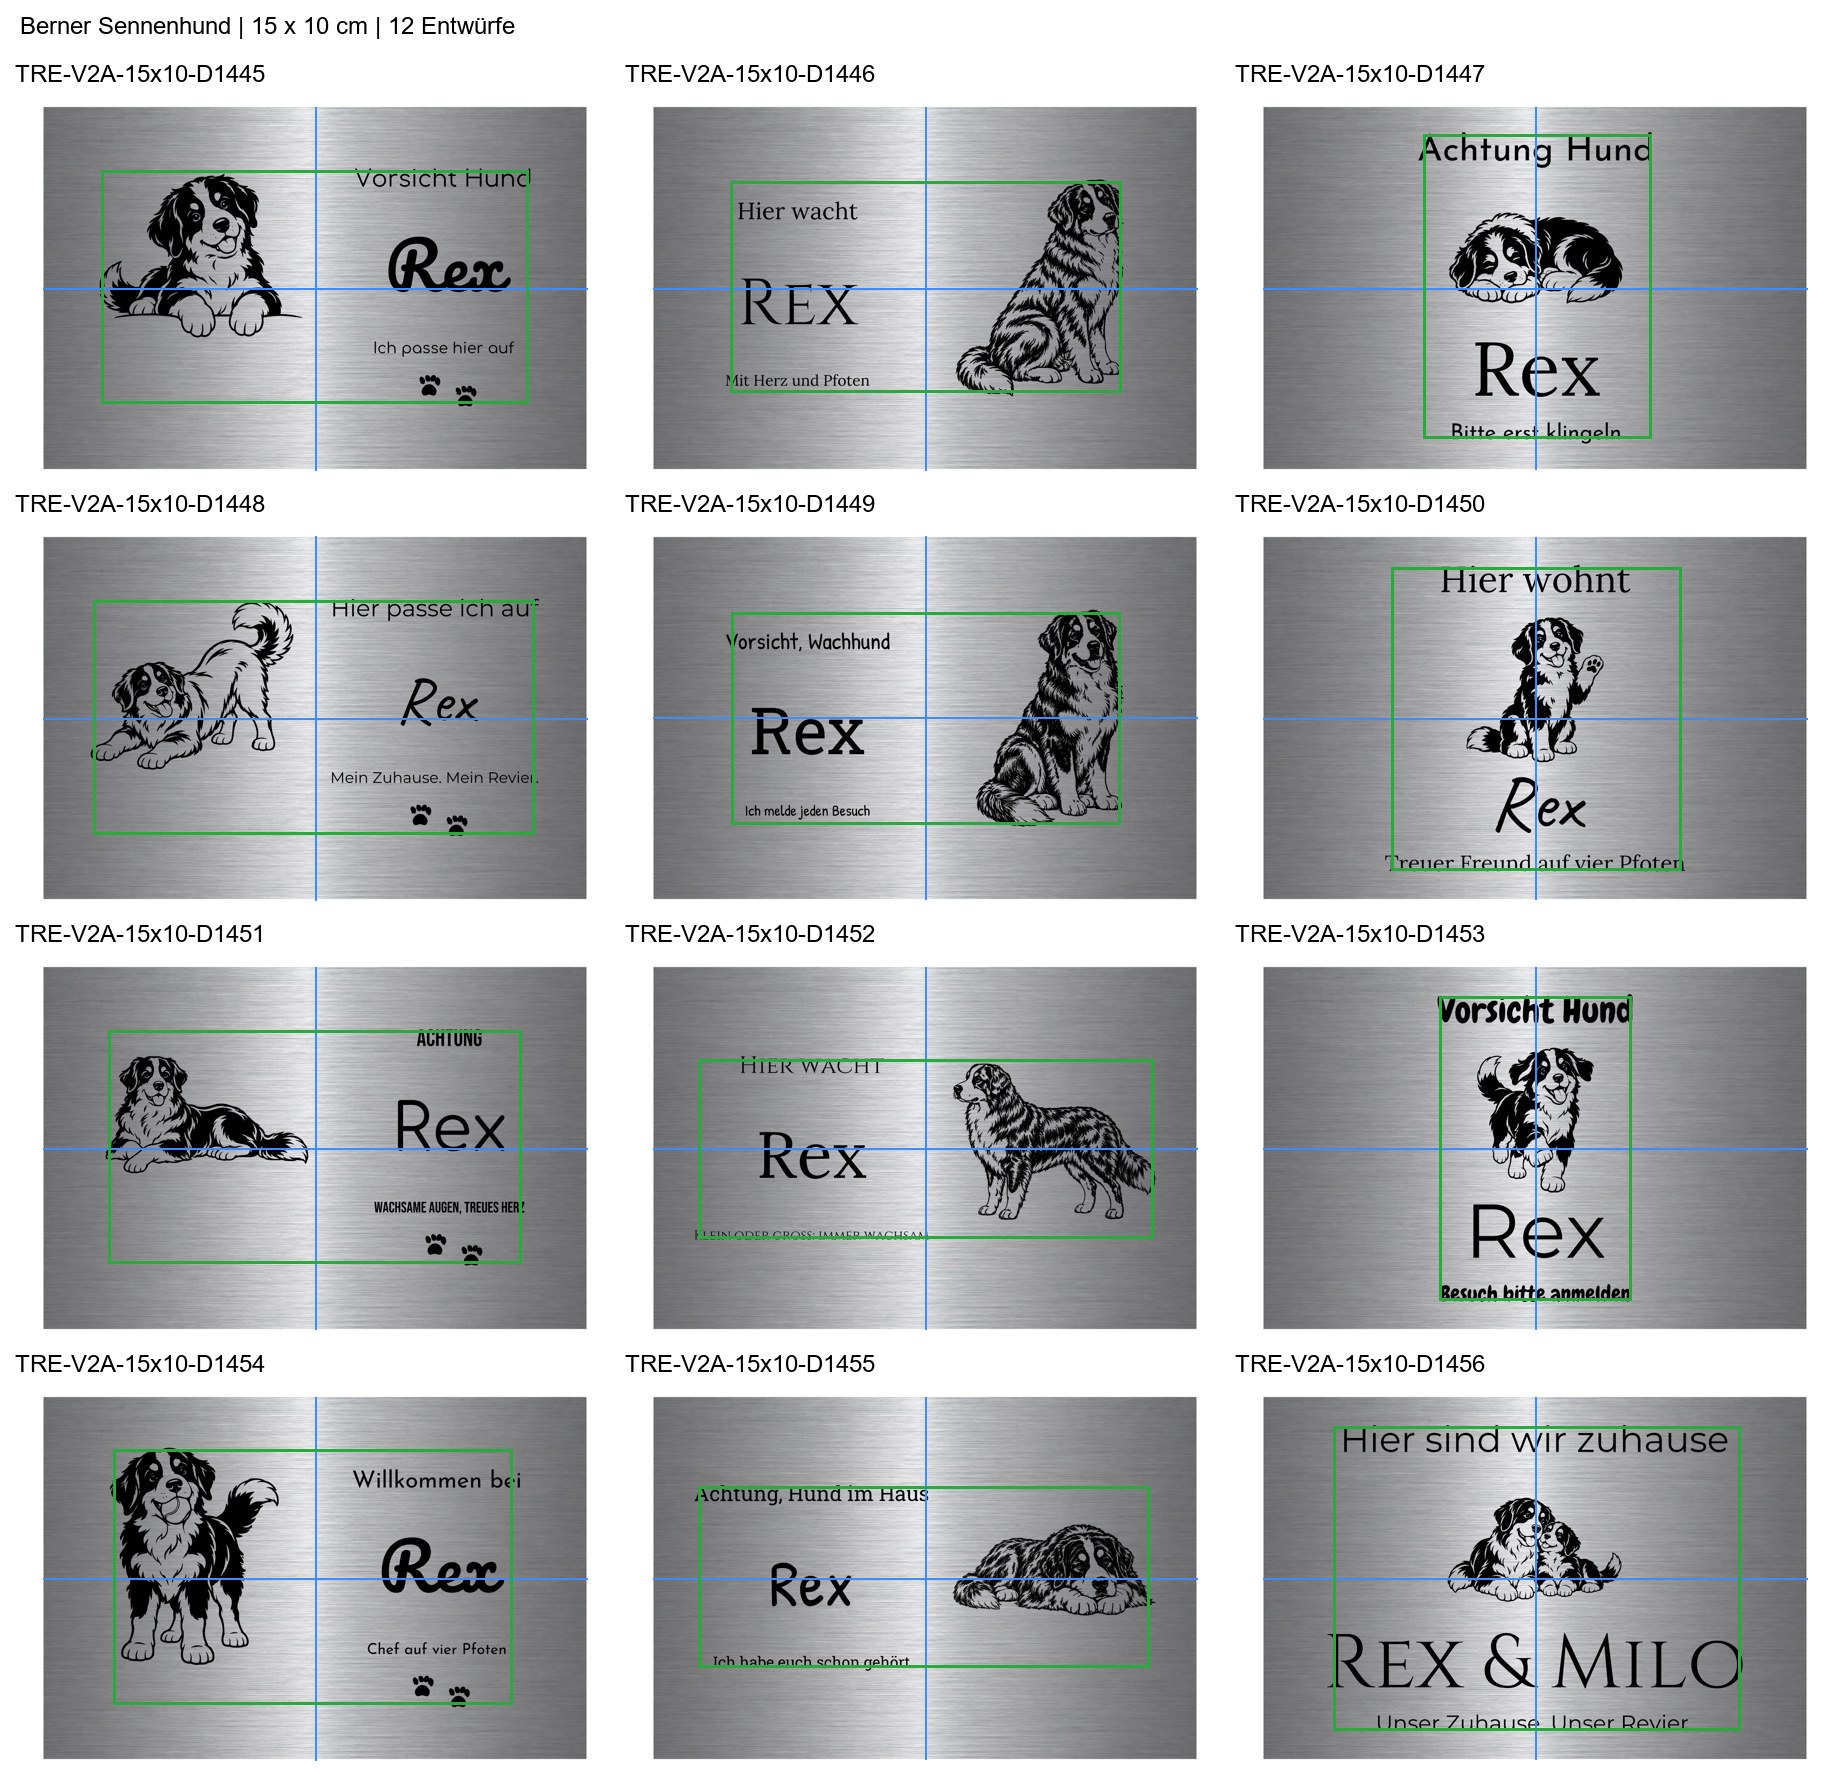 Berner Sennenhund | 15 x 10 cm | 12 Entwürfe
TRE-V2A-15x10-D1445
Vorsicht Hund
Rex
Ich passe hier auf
TRE-V2A-15x10-D1446
Hier wacht
REX
Mit Herz und Pfoten
TRE-V2A-15x10-D1447
Achtung Hund
Rex
Bitte erst klingeln
TRE-V2A-15x10-D1448
Hier passe ich auf
Rex
Mein Zuhause. Mein Revier.
TRE-V2A-15x10-D1449
Vorsicht, Wachhund
Rex
Ich melde jeden Besuch
TRE-V2A-15x10-D1450
Hier wohnt
Rex
Treuer Freund auf vier Pfoten
TRE-V2A-15x10-D1451
ACHTUNG
Rex
WACHSAME AUGEN, TREUES HERZ
TRE-V2A-15x10-D1452
HIER WACHT
Rex
KLEIN ODER GROSS: IMMER WACHSAM
TRE-V2A-15x10-D1453
Vorsicht Hund
Rex
Besuch bitte anmelden
TRE-V2A-15x10-D1454
Willkommen bei
Rex
Chef auf vier Pfoten
TRE-V2A-15x10-D1455
Achtung, Hund im Haus
Rex
Ich habe euch schon gehört
TRE-V2A-15x10-D1456
Hier sind wir zuhause
REX & MILO
Unser Zuhause. Unser Revier.